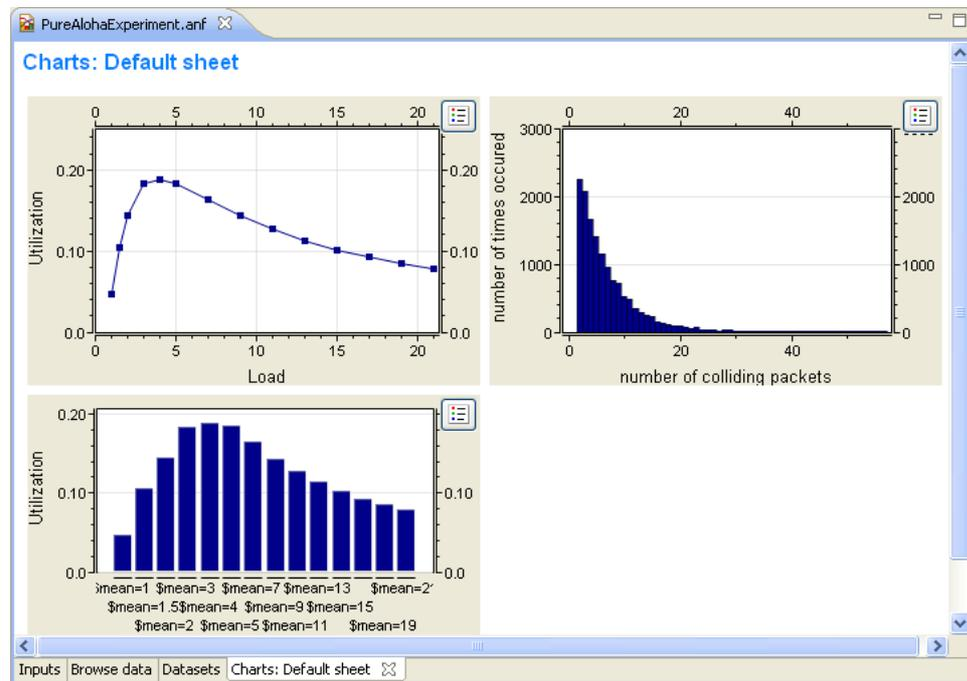 PureAlohaExperiment.anf
Charts: Default sheet
0 5 10 15 20
Utilization
0.20 0.20
0.10 0.10
0.0 0.0
0 5 10 15 20
Load
0 20 40
number of times occured
3000
2000 2000
1000 1000
0 0
0 20 40
number of colliding packets
Utilization
0.20
0.10 0.10
0.0 0.0
$mean=1 $mean=3 $mean=7 $mean=13
$mean=1.5 $mean=4 $mean=9 $mean=15
$mean=2 $mean=5 $mean=11 $mean=19
Inputs Browse data Datasets Charts: Default sheet